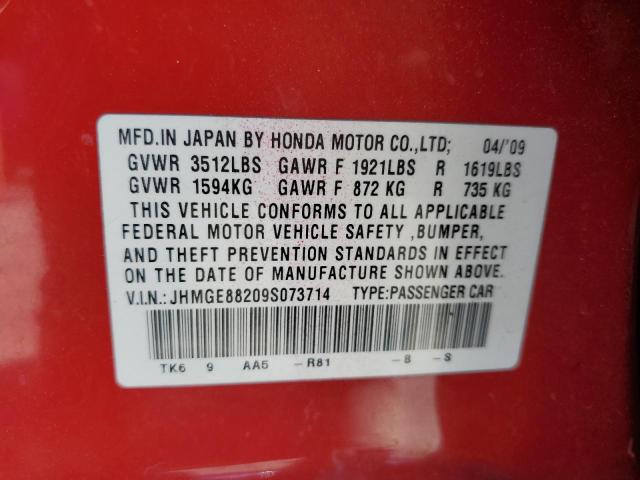 MFD.IN JAPAN BY HONDA MOTOR CO.,LTD; 04/'09
GVWR 3512LBS GAWR F 1921LBS R 1619LBS
GVWR 1594KG GAWR F 872 KG R 735 KG
THIS VEHICLE CONFORMS TO ALL APPLICABLE
FEDERAL MOTOR VEHICLE SAFETY ,BUMPER,
AND THEFT PREVENTION STANDARDS IN EFFECT
ON THE DATE OF MANUFACTURE SHOWN ABOVE.
V.I.N.: JHMGE88209S073714 TYPE:PASSENGER CAR
TK6 9 AA5 -R81 -B -S